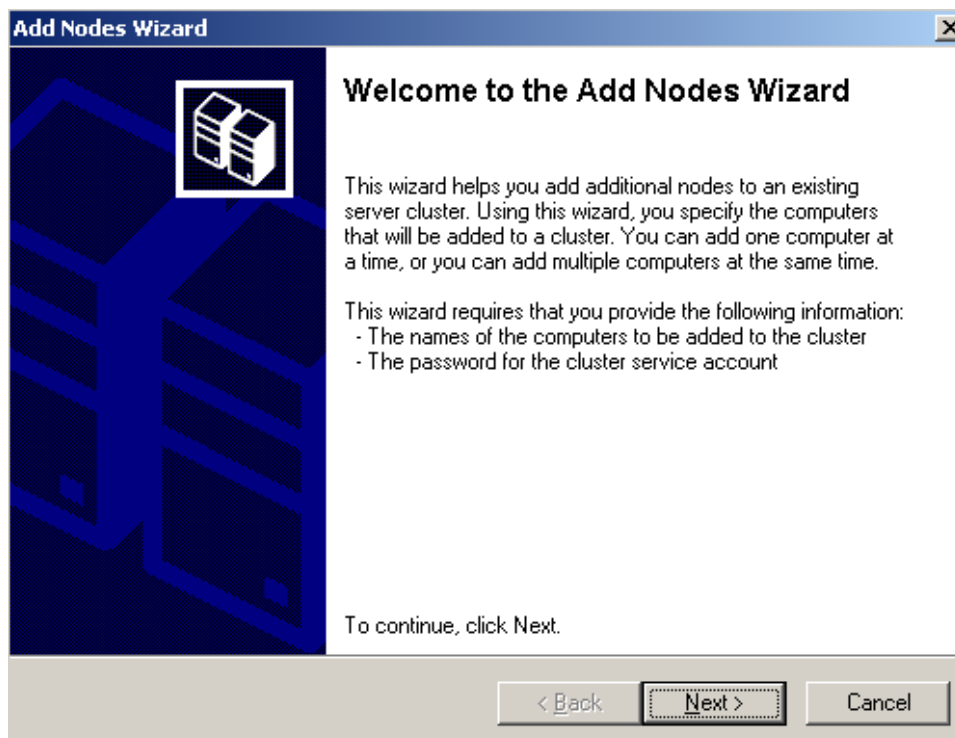 Add Nodes Wizard
Welcome to the Add Nodes Wizard
This wizard helps you add additional nodes to an existing
server cluster. Using this wizard, you specify the computers
that will be added to a cluster. You can add one computer at
a time, or you can add multiple computers at the same time.
This wizard requires that you provide the following information:
- The names of the computers to be added to the cluster
- The password for the cluster service account
To continue, click Next.
< Back Next > Cancel